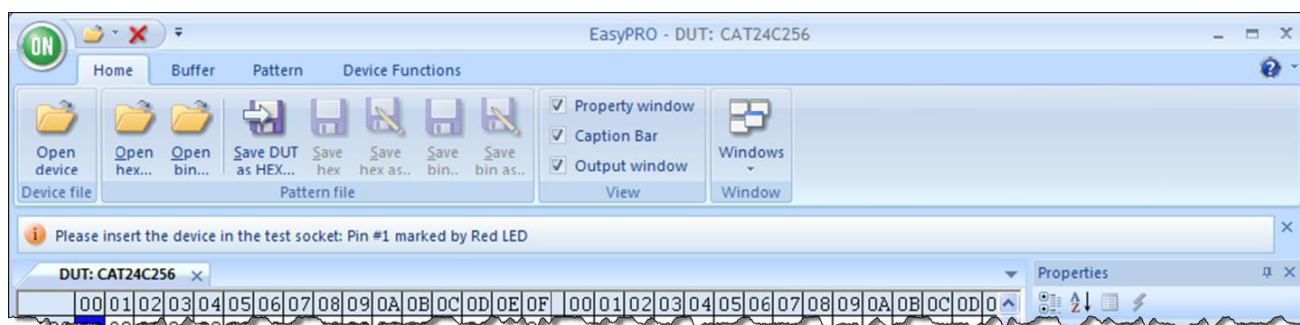 ON
EasyPRO - DUT: CAT24C256
Home Buffer Pattern Device Functions
Open device
Open hex...
Open bin...
Save DUT as HEX...
Save hex
Save hex as..
Save bin..
Save bin as..
Property window
Caption Bar
Output window
Windows
Device file
Pattern file
View
Window
Please insert the device in the test socket: Pin #1 marked by Red LED
DUT: CAT24C256
Properties
00 01 02 03 04 05 06 07 08 09 0A 0B 0C 0D 0E 0F 00 01 02 03 04 05 06 07 08 09 0A 0B 0C 0D 0